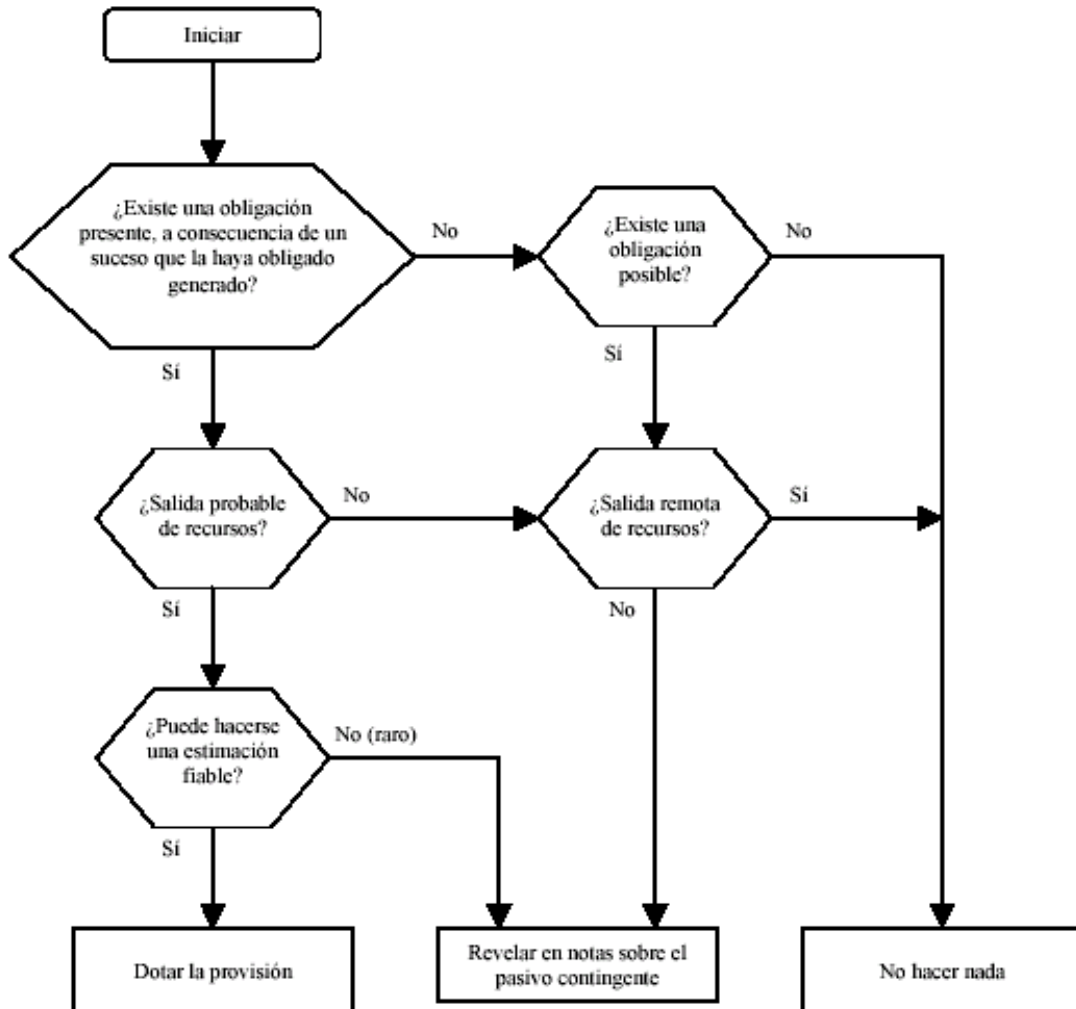 Iniciar
¿Existe una obligación
presente, a consecuencia de un
suceso que la haya obligado
generado?
No
¿Existe una
obligación
posible?
No
Sí
Sí
¿Salida probable
de recursos?
No
¿Salida remota
de recursos?
Sí
Sí
No
¿Puede hacerse
una estimación
fiable?
No (raro)
Sí
Dotar la provisión
Revelar en notas sobre el
pasivo contingente
No hacer nada